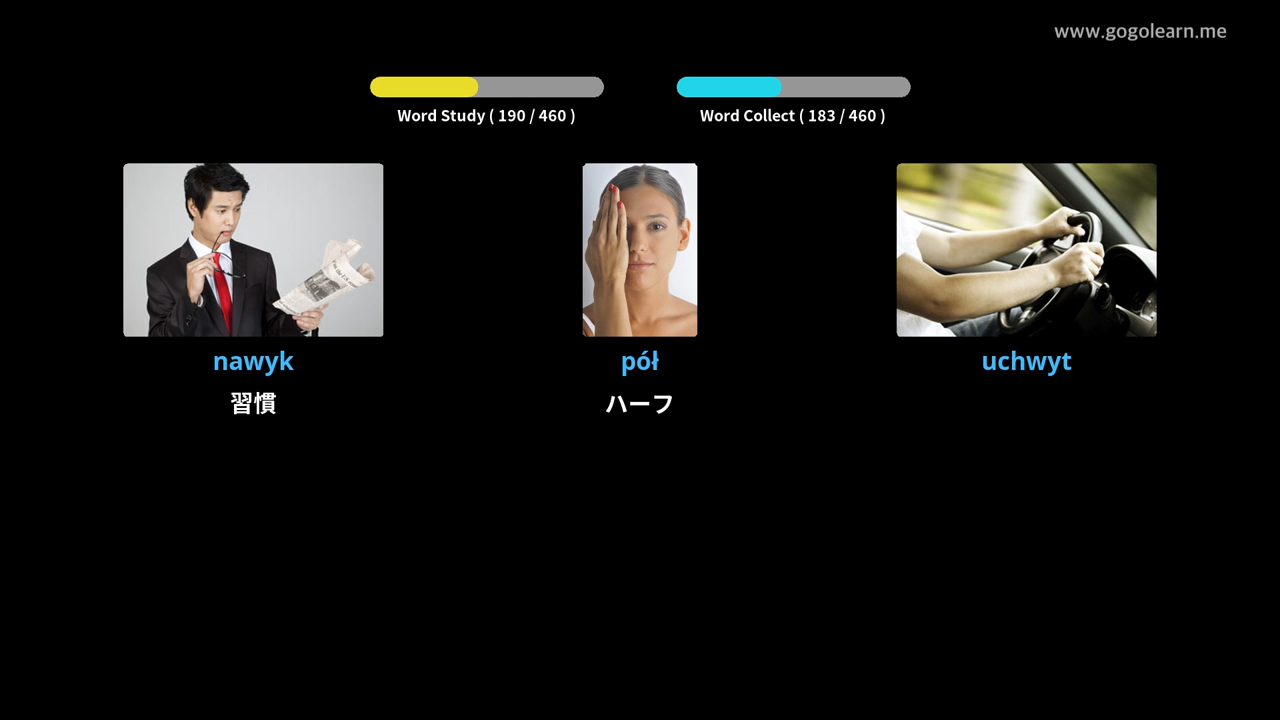 www.gogolearn.me
Word Study ( 190 / 460 )
Word Collect ( 183 / 460 )
nawyk
pół
uchwyt
習慣
ハーフ